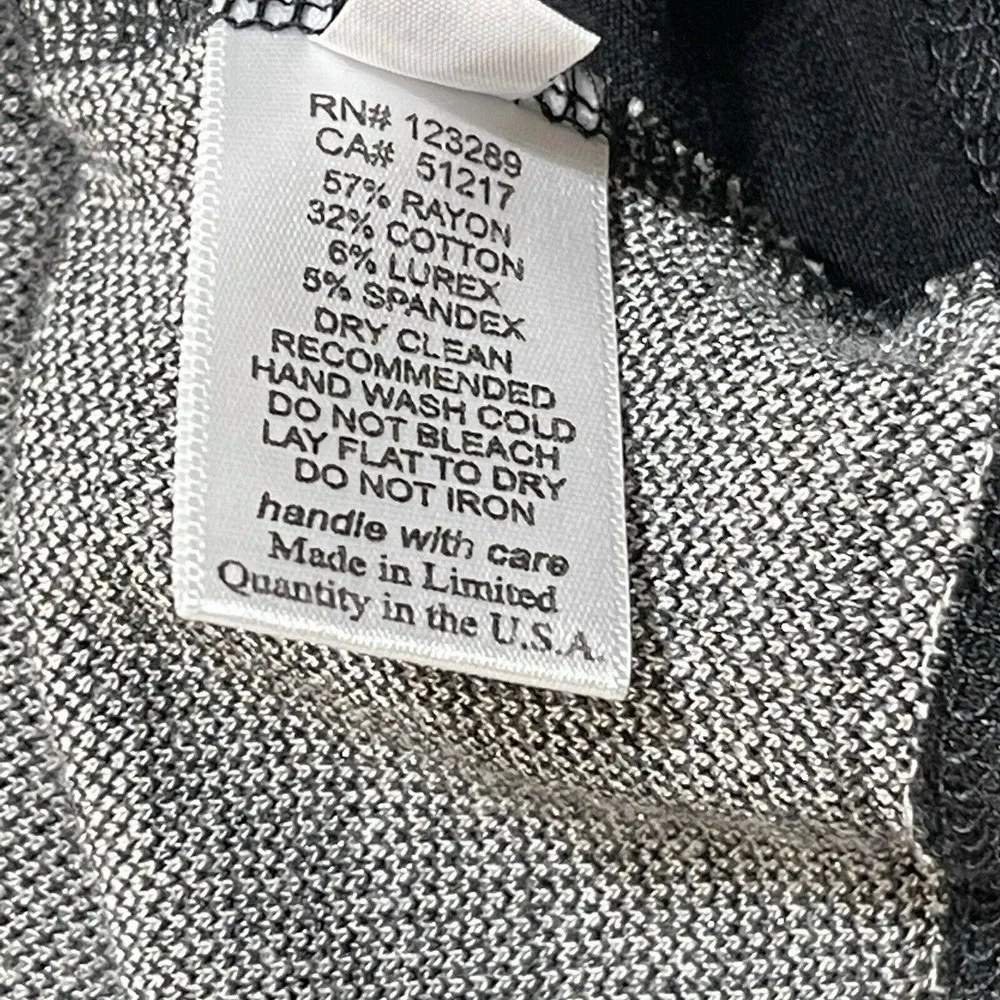 RN# 123289
CA# 51217
57% RAYON
32% COTTON
6% LUREX
5% SPANDEX
DRY CLEAN
RECOMMENDED
HAND WASH COLD
DO NOT BLEACH
LAY FLAT TO DRY
DO NOT IRON
handle with care
Made in Limited
Quantity in the U.S.A.